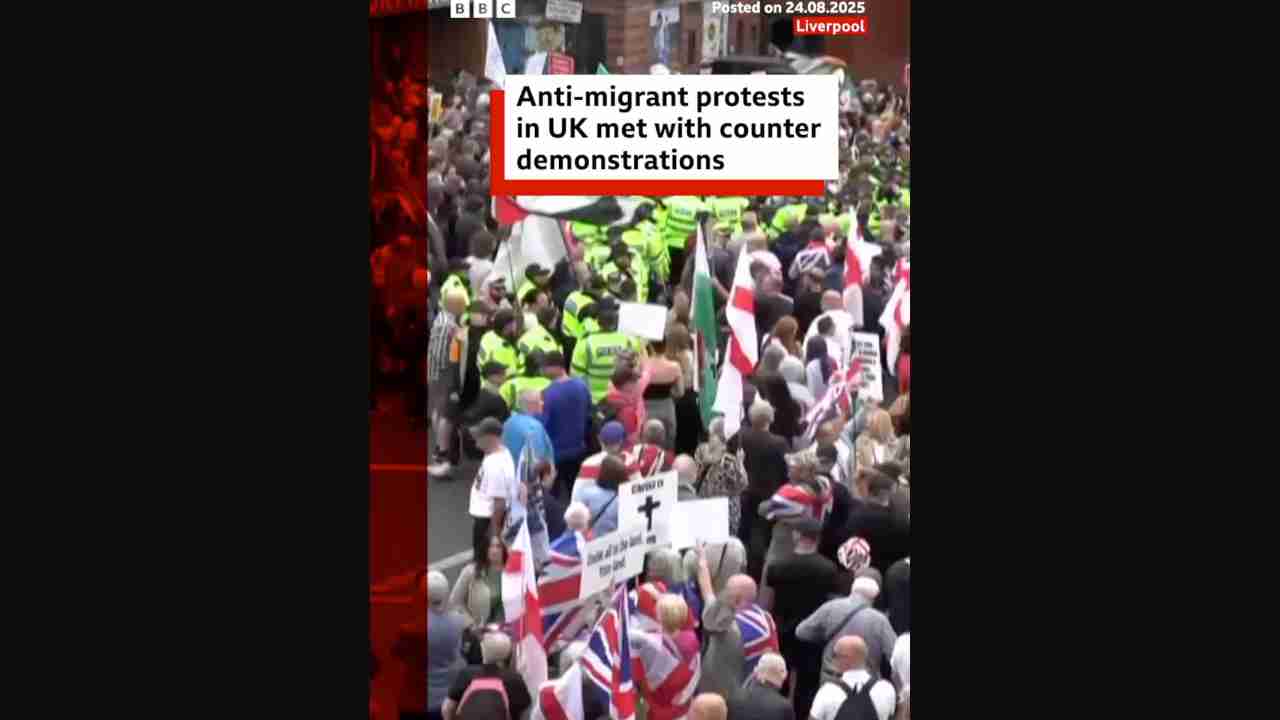 BBC
Posted on 24.08.2025
Liverpool
Anti-migrant protests
in UK met with counter
demonstrations